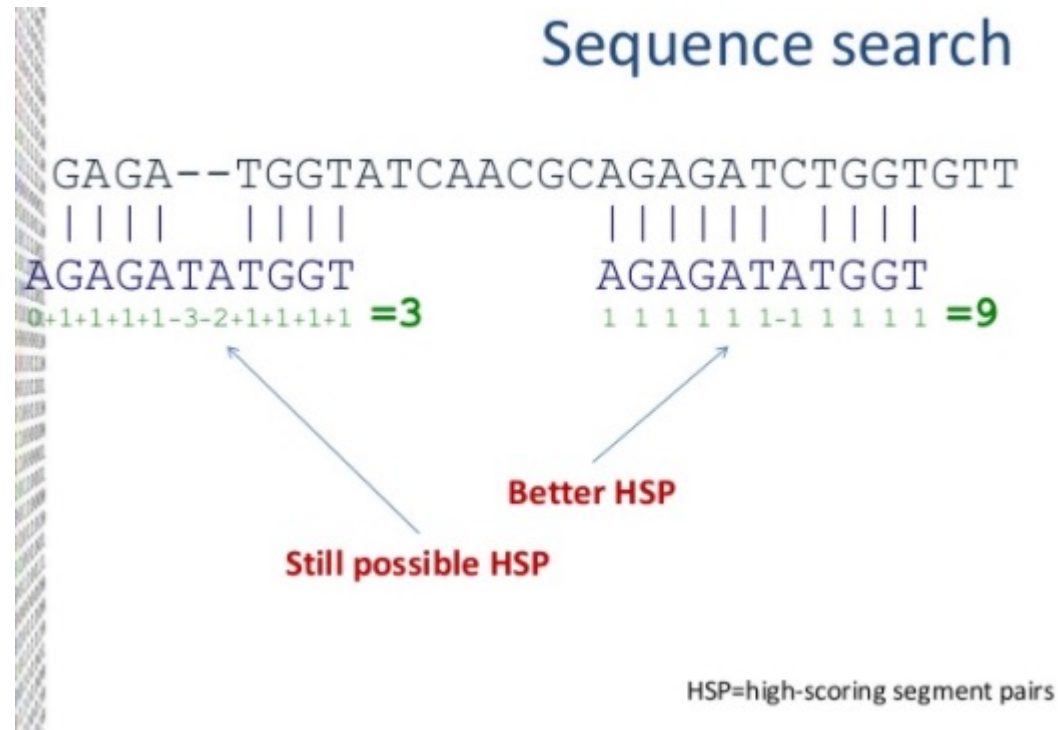 Sequence search
GAGA--TGGTATCAACGCAGAGATCTGGTGTT
|||| |||| |||||| ||||
AGAGATATGGT AGAGATATGGT
0+1+1+1+1-3-2+1+1+1+1 =3 1 1 1 1 1 1-1 1 1 1 1 =9
Better HSP
Still possible HSP
HSP=high-scoring segment pairs